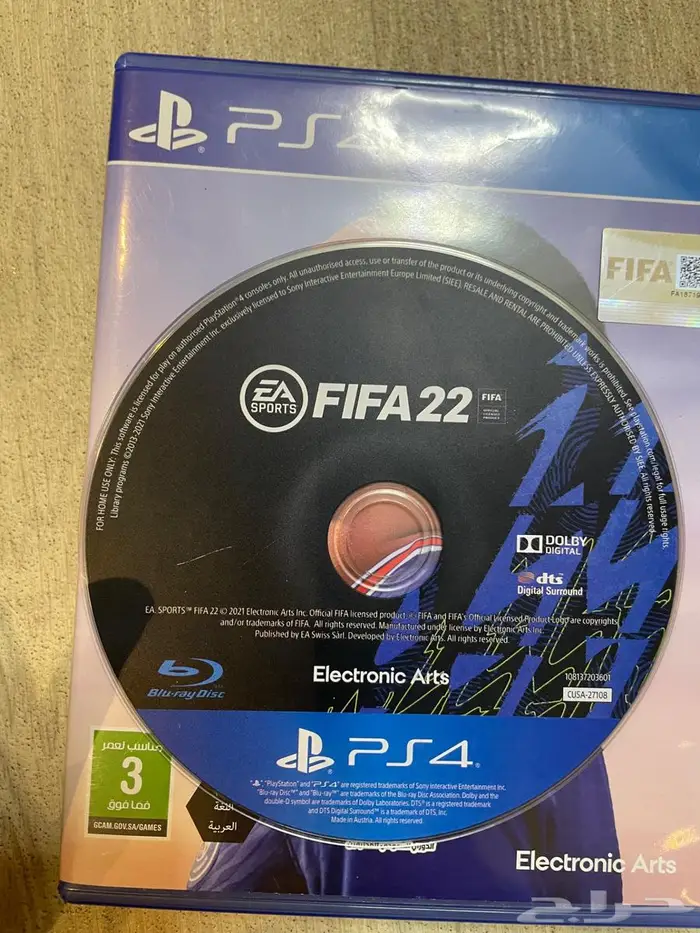 PS4
FIFA
FOR HOME USE ONLY: This software is licensed for play on authorised PlayStation®4 consoles only. All unauthorised access, use or transfer of the product or its underlying copyright and trademark works is prohibited. See playstation.com/legal for full usage rights.
Library programs ©2013-2021 Sony Interactive Entertainment Inc. exclusively licensed to Sony Interactive Entertainment Europe Limited (SIEE). RESALE AND RENTAL ARE PROHIBITED UNLESS EXPRESSLY AUTHORISED BY SIEE. All rights reserved.
EA SPORTS FIFA 22 FIFA
DOLBY
DIGITAL
dts
Digital Surround
EA SPORTS™ FIFA 22 © 2021 Electronic Arts Inc. Official FIFA licensed product. © FIFA and FIFA's Official Licensed Product Logo are copyrights
and/or trademarks of FIFA. All rights reserved. Manufactured under license by Electronic Arts Inc.
Published by EA Swiss Sàrl. Developed by Electronic Arts. All rights reserved.
Blu-ray Disc
Electronic Arts
108137203601
CUSA-27108
PS4
"PlayStation" and "PS4" are registered trademarks of Sony Interactive Entertainment Inc.
"Blu-ray Disc™" and "Blu-ray™" are trademarks of the Blu-ray Disc Association. Dolby and the
double-D symbol are trademarks of Dolby Laboratories. DTS® is a registered trademark
and DTS Digital Surround™ is a trademark of DTS, Inc.
Made in Austria. All rights reserved.
مناسب لعمر
3
فما فوق
GCAM.GOV.SA/GAMES
اللغة
العربية
Electronic Arts
حراج